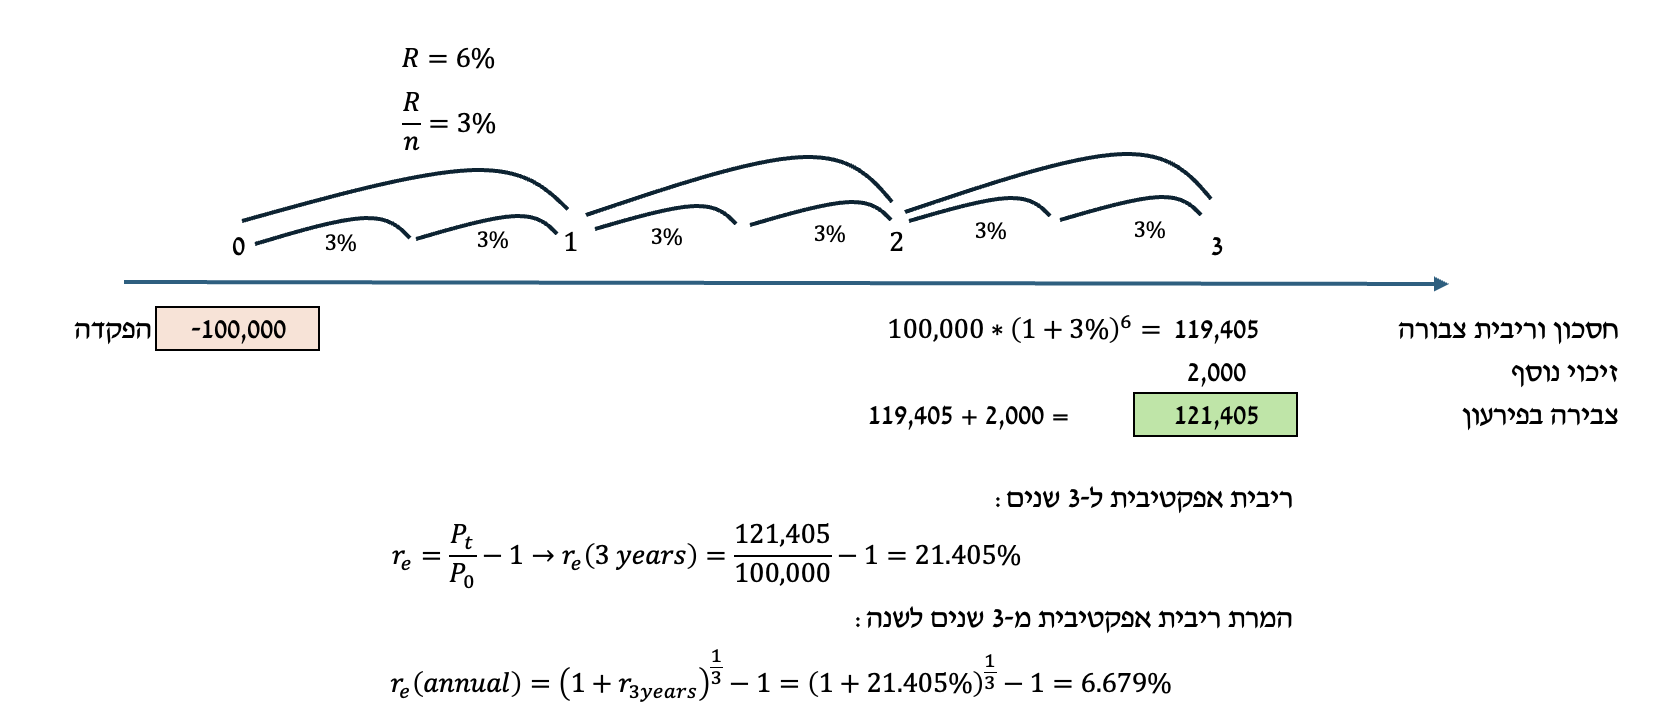 R = 6%
R/n = 3%
0 3% 3% 1 3% 3% 2 3% 3% 3
הפקדה -100,000
100,000 * (1 + 3%)^6 = 119,405 חסכון וריבית צבורה
2,000 זיכוי נוסף
119,405 + 2,000 = 121,405 צבירה בפירעון
ריבית אפקטיבית ל-3 שנים:
r_e = P_t/P_0 − 1 → r_e(3 years) = 121,405/100,000 − 1 = 21.405%
המרת ריבית אפקטיבית מ-3 שנים לשנה:
r_e(annual) = (1 + r_3years)^(1/3) − 1 = (1 + 21.405%)^(1/3) − 1 = 6.679%